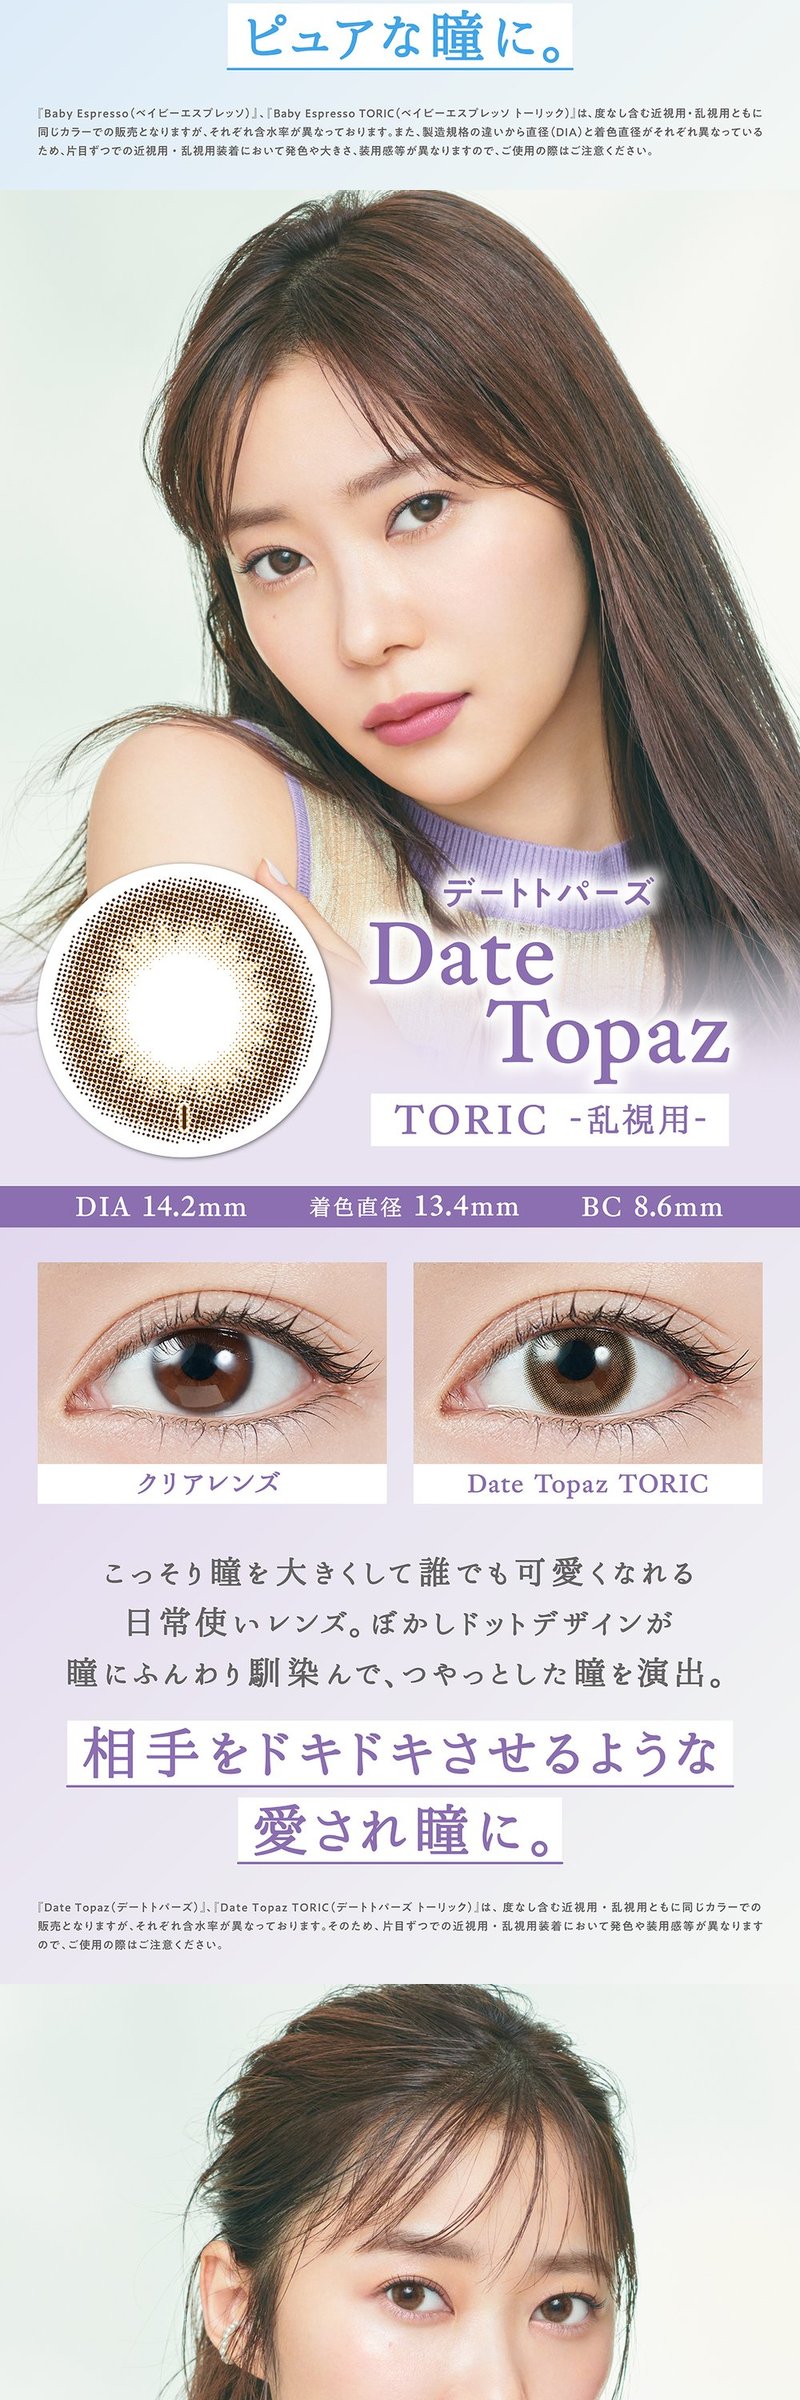 ピュアな瞳に。
『Baby Espresso(ベイビーエスプレッソ)』、『Baby Espresso TORIC(ベイビーエスプレッソ トーリック)』は、度なし含む近視用・乱視用ともに
同じカラーでの販売となりますが、それぞれ含水率が異なっております。また、製造規格の違いから直径(DIA)と着色直径がそれぞれ異なっている
ため、片目ずつでの近視用・乱視用装着において発色や大きさ、装用感等が異なりますので、ご使用の際はご注意ください。
デートトパーズ
Date
Topaz
TORIC -乱視用-
DIA 14.2mm 着色直径 13.4mm BC 8.6mm
クリアレンズ
Date Topaz TORIC
こっそり瞳を大きくして誰でも可愛くなれる
日常使いレンズ。ぼかしドットデザインが
瞳にふんわり馴染んで、つやっとした瞳を演出。
相手をドキドキさせるような
愛され瞳に。
『Date Topaz(デートトパーズ)』、『Date Topaz TORIC(デートトパーズ トーリック)』は、度なし含む近視用・乱視用ともに同じカラーでの
販売となりますが、それぞれ含水率が異なっております。そのため、片目ずつでの近視用・乱視用装着において発色や装用感等が異なります
ので、ご使用の際はご注意ください。